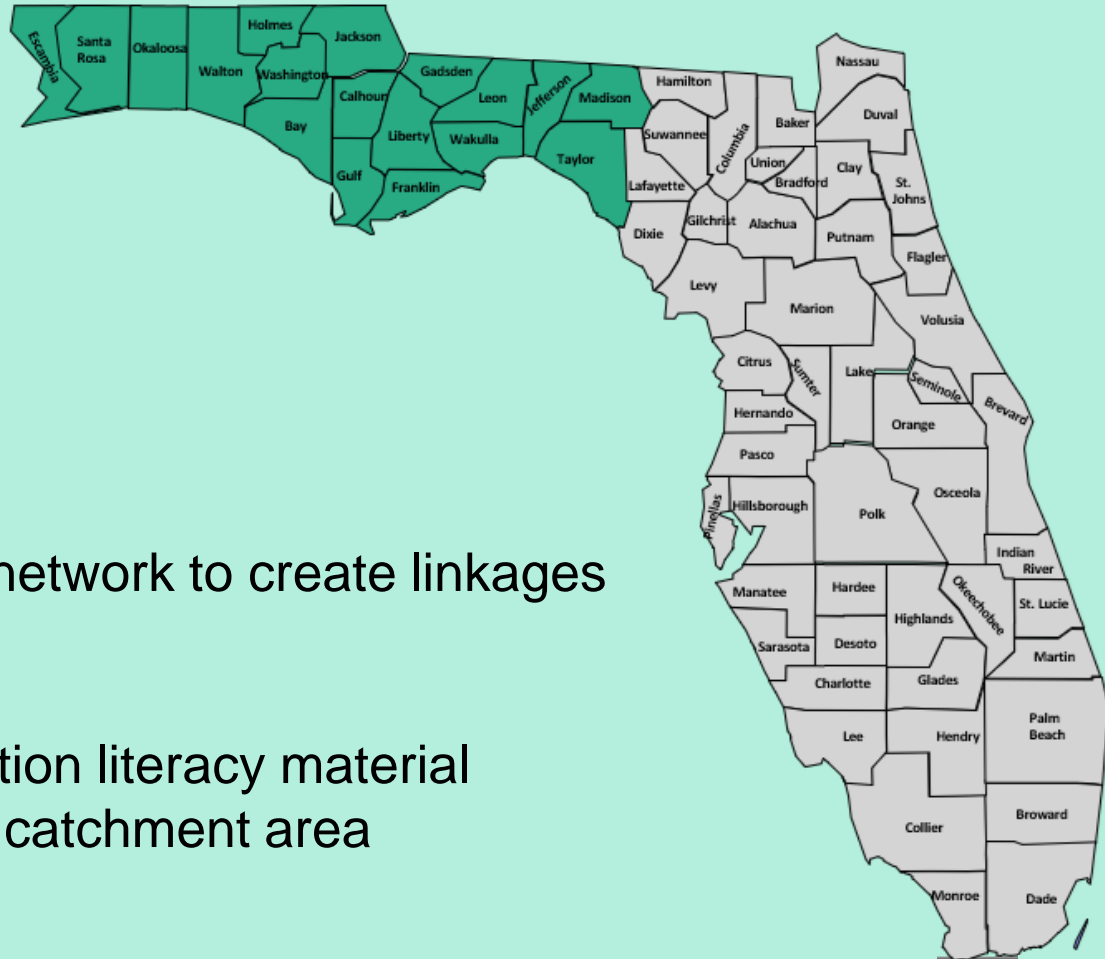 Escambia
Santa
Rosa
Okaloosa
Walton
Holmes
Washington
Jackson
Bay
Calhoun
Gulf
Liberty
Franklin
Gadsden
Leon
Wakulla
Jefferson
Madison
Taylor
Hamilton
Suwannee
Lafayette
Columbia
Baker
Nassau
Duval
Union
Bradford
Clay
St.
Johns
Dixie
Gilchrist
Alachua
Putnam
Flagler
Levy
Marion
Volusia
Citrus
Sumter
Lake
Seminole
Brevard
Hernando
Orange
Pasco
Pinellas
Hillsborough
Polk
Osceola
Indian
River
network to create linkages
Manatee
Hardee
Highlands
Okeechobee
St. Lucie
Sarasota
Desoto
Martin
Charlotte
Glades
Lee
Hendry
Palm
Beach
tion literacy material
catchment area
Collier
Broward
Monroe
Dade